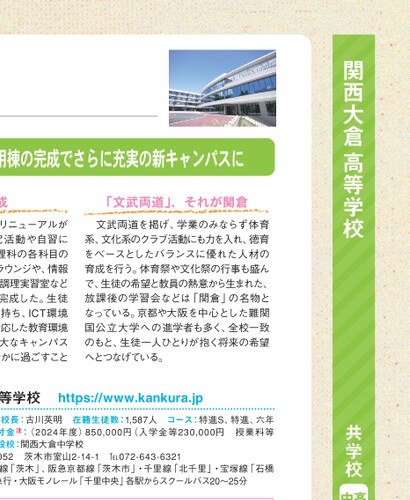 用棟の完成でさらに充実の新キャンパスに
関西大倉 高等学校
成
リニューアルが
究活動や自習に
理科の各科目の
ラウンジや、情報
調理実習室など
完成した。生徒
持ち、ICT環境
応した教育環境
大なキャンパス
かに過ごすこと
「文武両道」、それが関倉
文武両道を掲げ、学業のみならず体育
系、文化系のクラブ活動にも力を入れ、徳育
をベースとしたバランスに優れた人材の
育成を行う。体育祭や文化祭の行事も盛ん
で、生徒の希望と教員の熱意から生まれた、
放課後の学習会などは「関倉」の名物と
なっている。京都や大阪を中心とした難関
国公立大学への進学者も多く、全校一致
のもと、生徒一人ひとりが抱く将来の希望
へとつなげている。
等学校 https://www.kankura.jp
校長：古川英明 在籍生徒数：1,587人 コース：特進S、特進、六年
付金注：（2024年度）850,000円（入学金等230,000円 授業料等
設校：関西大倉中学校
052 茨木市室山2-14-1 TEL072-643-6321
線「茨木」、阪急京都線「茨木市」・千里線「北千里」・宝塚線「石橋
急行・大阪モノレール「千里中央」各駅からスクールバス20〜25分
共学校
中